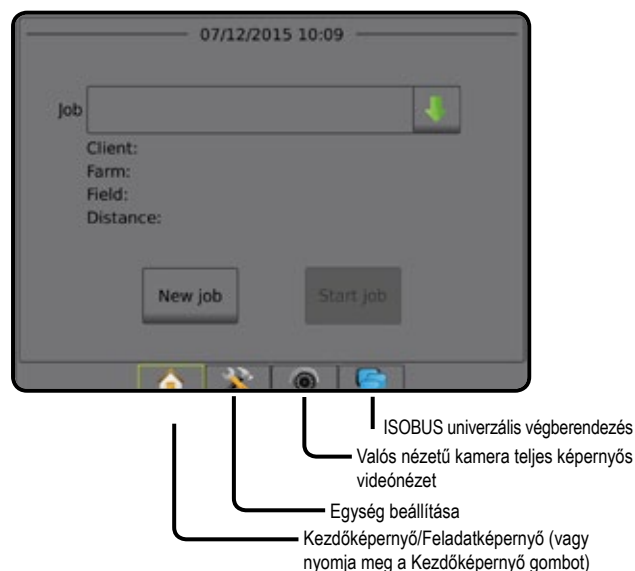 07/12/2015 10:09
Job
Client:
Farm:
Field:
Distance:
New job
Start job
ISOBUS univerzális végberendezés
Valós nézetű kamera teljes képernyős
videónézet
Egység beállítása
Kezdőképernyő/Feladatképernyő (vagy
nyomja meg a Kezdőképernyő gombot)